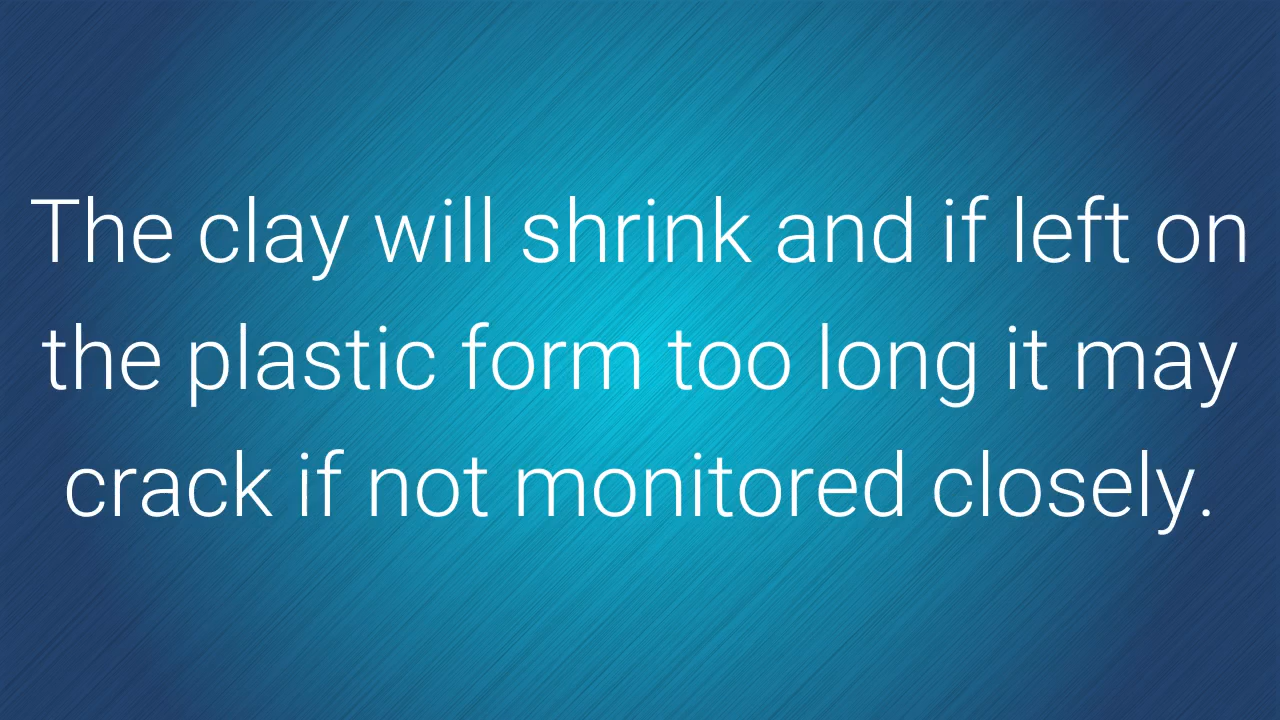 The clay will shrink and if left on
the plastic form too long it may
crack if not monitored closely.